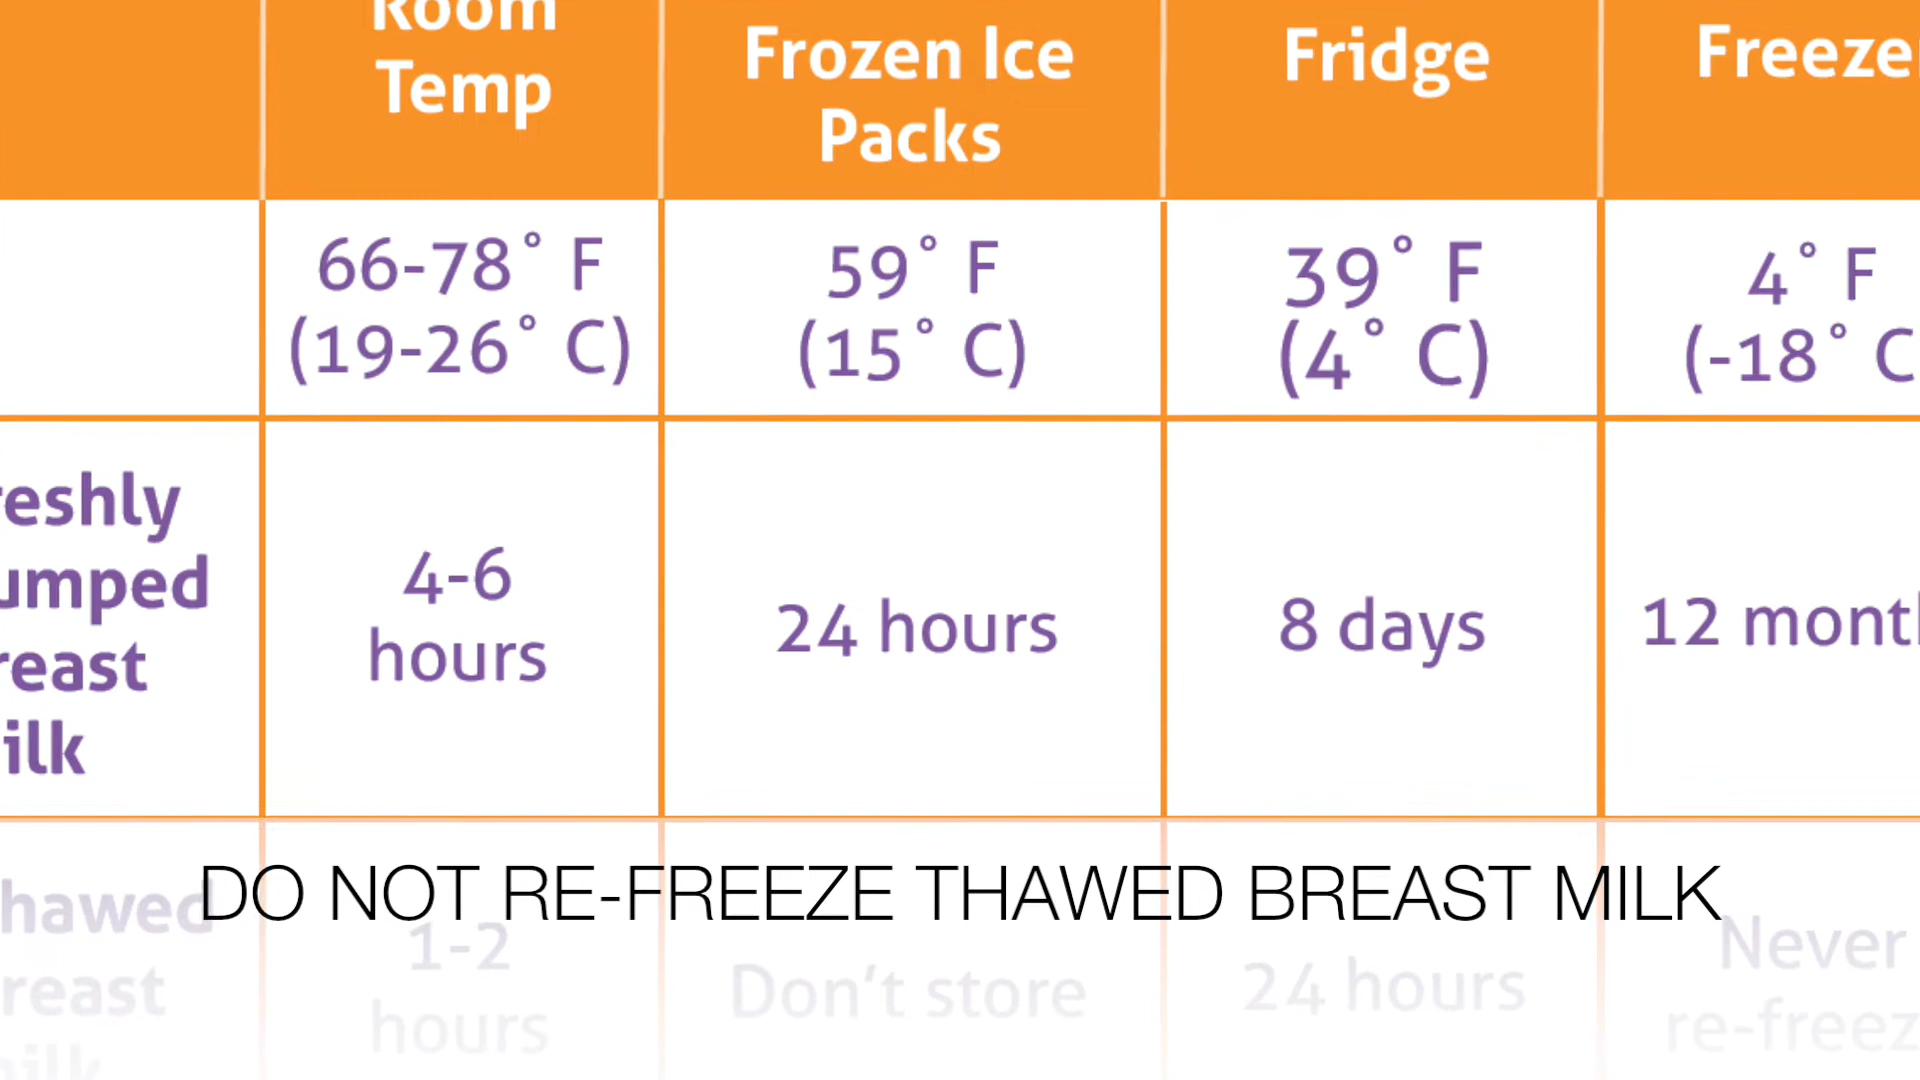 Room
Temp
Frozen Ice
Packs
Fridge
Freeze
66-78° F
(19-26° C)
59° F
(15° C)
39° F
(4° C)
4° F
(-18° C
reshly
umped
reast
ilk
4-6
hours
24 hours
8 days
12 mont
DO NOT RE-FREEZE THAWED BREAST MILK
hawed
reast
ilk
1-2
hours
Don't store
24 hours
Never
re-freez